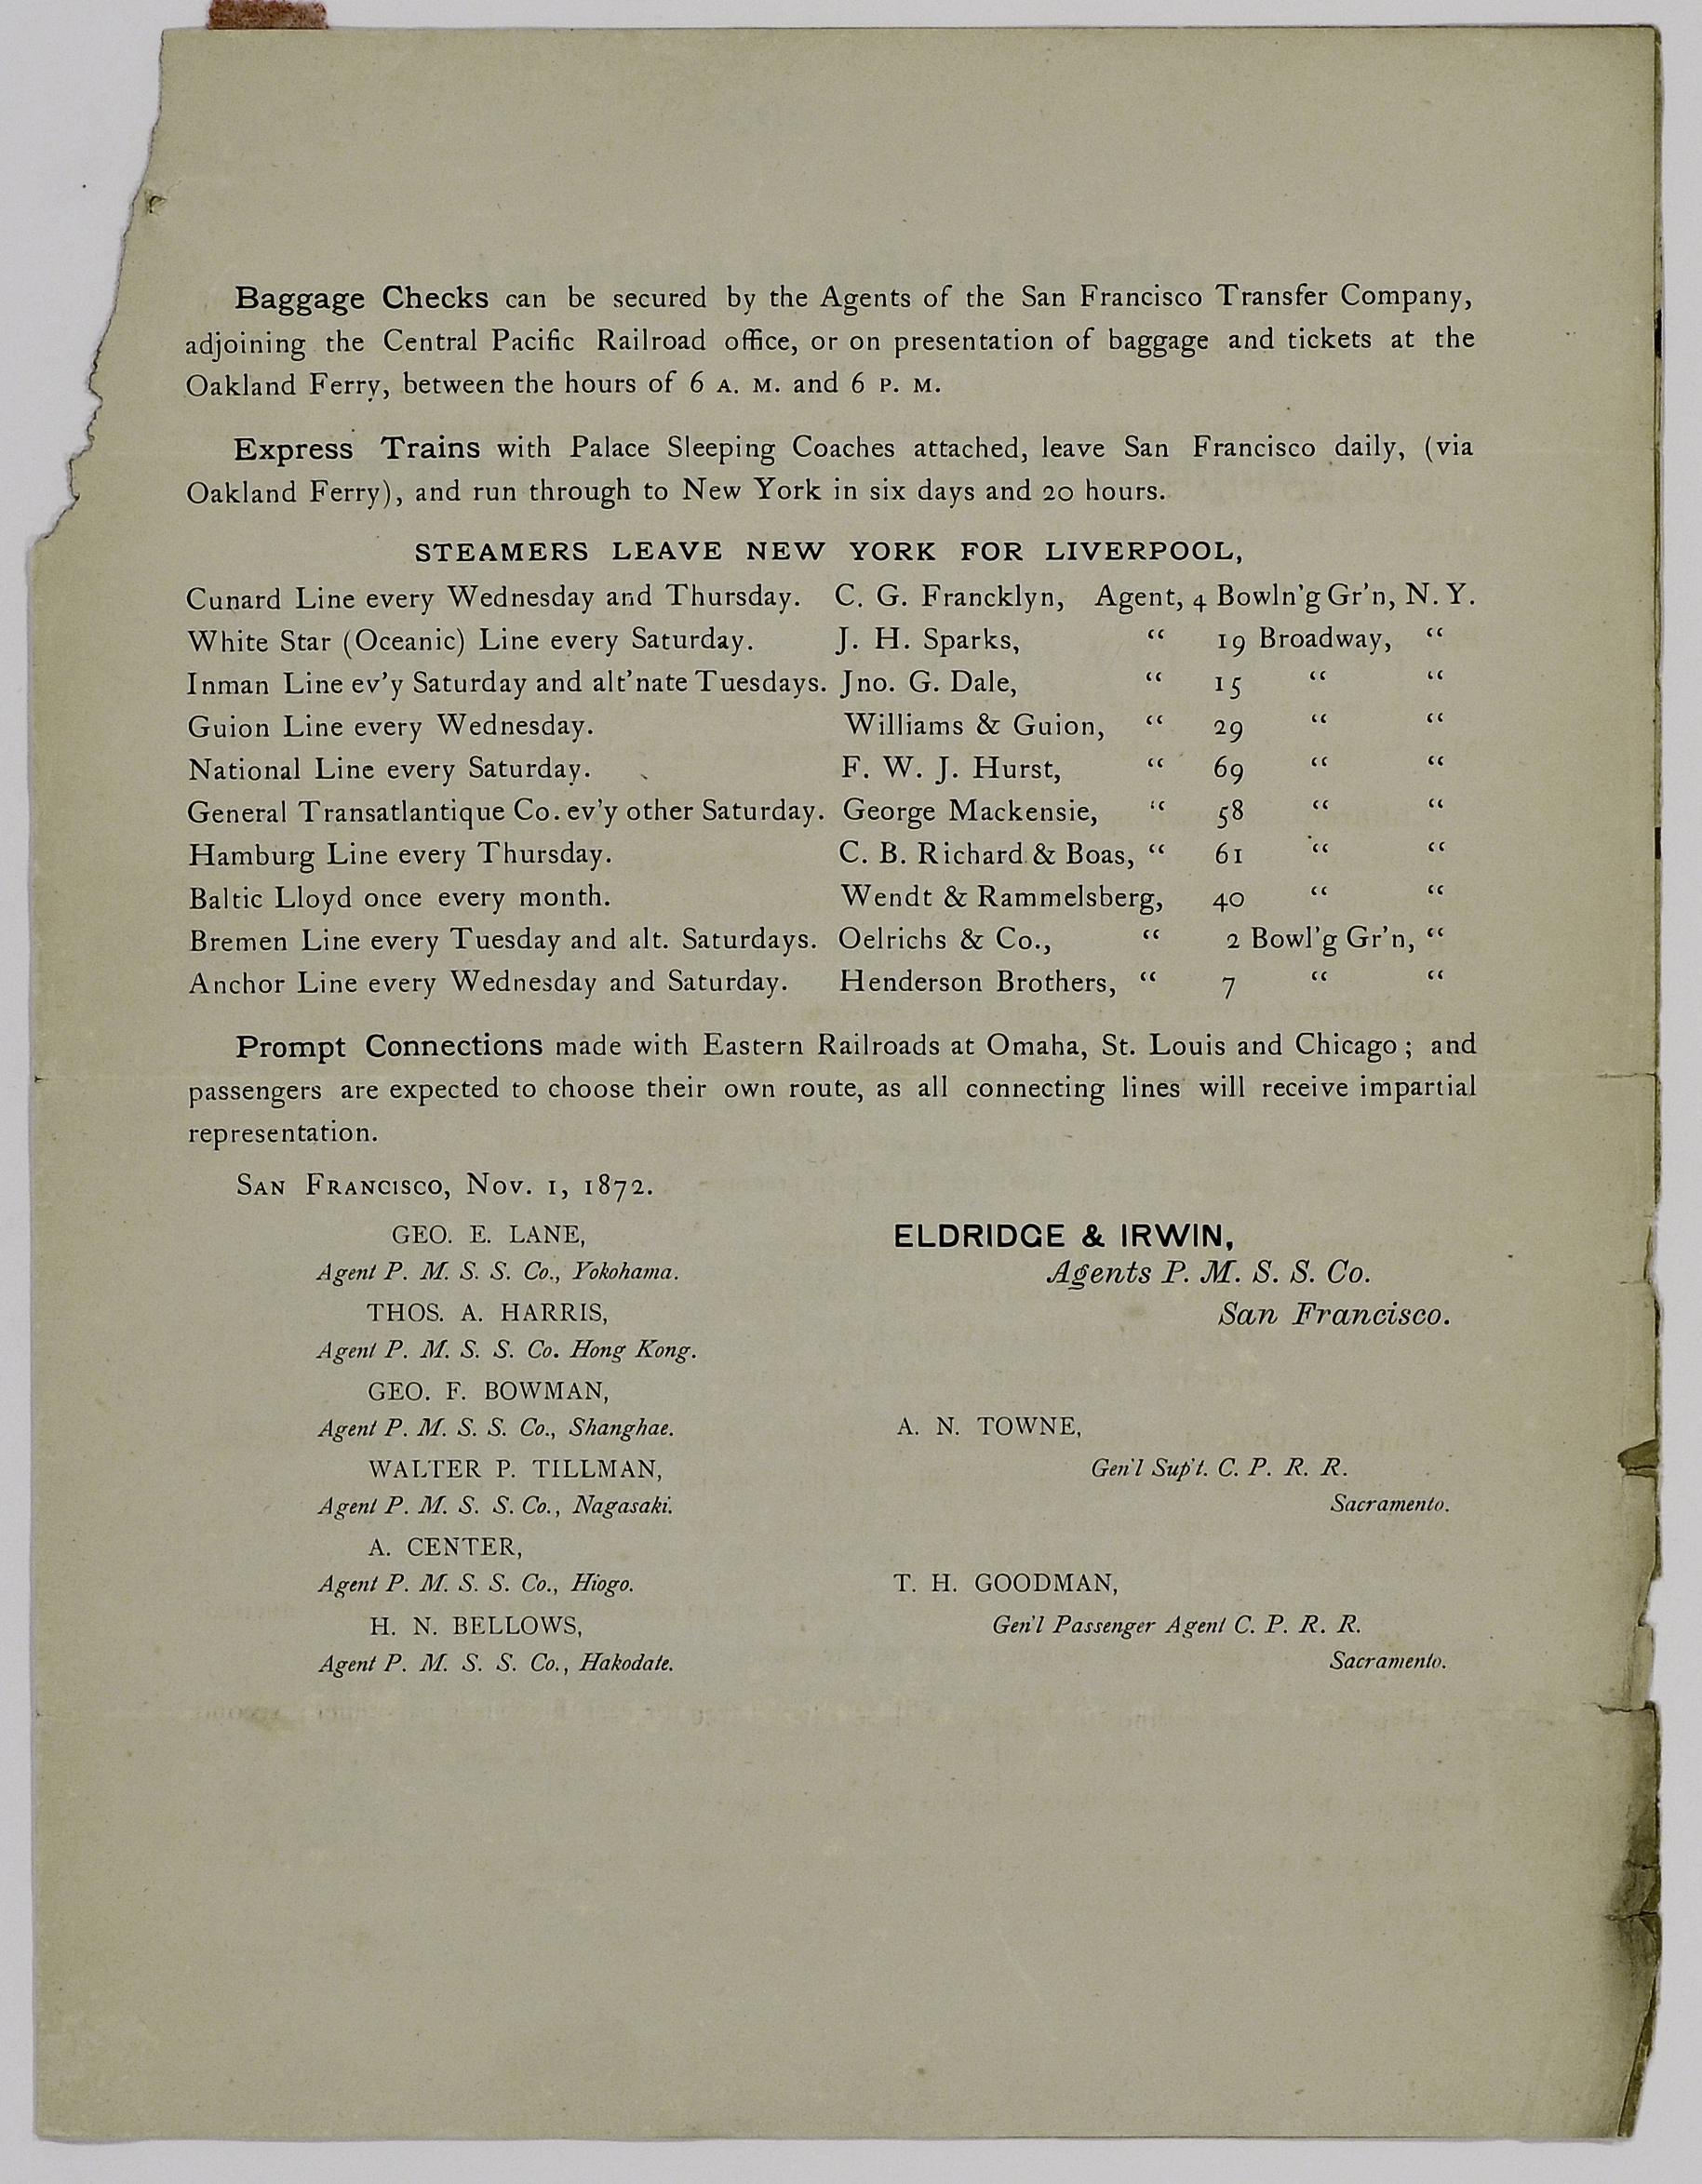 Baggage Checks can be secured by the Agents of the San Francisco Transfer Company,
adjoining the Central Pacific Railroad office, or on presentation of baggage and tickets at the
Oakland Ferry, between the hours of 6 A. M. and 6 P. M.
Express Trains with Palace Sleeping Coaches attached, leave San Francisco daily, (via
Oakland Ferry), and run through to New York in six days and 20 hours.
STEAMERS LEAVE NEW YORK FOR LIVERPOOL,
Cunard Line every Wednesday and Thursday. C. G. Francklyn, Agent, 4 Bowln'g Gr'n, N. Y.
White Star (Oceanic) Line every Saturday. J. H. Sparks, “ 19 Broadway, “
Inman Line ev'y Saturday and alt'nate Tuesdays. Jno. G. Dale, “ 15 “ “
Guion Line every Wednesday. Williams & Guion, “ 29 “ “
National Line every Saturday. F. W. J. Hurst, “ 69 “ “
General Transatlantique Co. ev'y other Saturday. George Mackensie, “ 58 “ “
Hamburg Line every Thursday. C. B. Richard & Boas, “ 61 “ “
Baltic Lloyd once every month. Wendt & Rammelsberg, 40 “ “
Bremen Line every Tuesday and alt. Saturdays. Oelrichs & Co., “ 2 Bowl'g Gr'n, “
Anchor Line every Wednesday and Saturday. Henderson Brothers, “ 7 “ “
Prompt Connections made with Eastern Railroads at Omaha, St. Louis and Chicago; and
passengers are expected to choose their own route, as all connecting lines will receive impartial
representation.
SAN FRANCISCO, NOV. 1, 1872.
GEO. E. LANE,
Agent P. M. S. S. Co., Yokohama.
THOS. A. HARRIS,
Agent P. M. S. S. Co. Hong Kong.
GEO. F. BOWMAN,
Agent P. M. S. S. Co., Shanghae.
WALTER P. TILLMAN,
Agent P. M. S. S. Co., Nagasaki.
A. CENTER,
Agent P. M. S. S. Co., Hiogo.
H. N. BELLOWS,
Agent P. M. S. S. Co., Hakodate.
ELDRIDGE & IRWIN,
Agents P. M. S. S. Co.
San Francisco.
A. N. TOWNE,
Gen'l Sup't. C. P. R. R.
Sacramento.
T. H. GOODMAN,
Gen'l Passenger Agent C. P. R. R.
Sacramento.